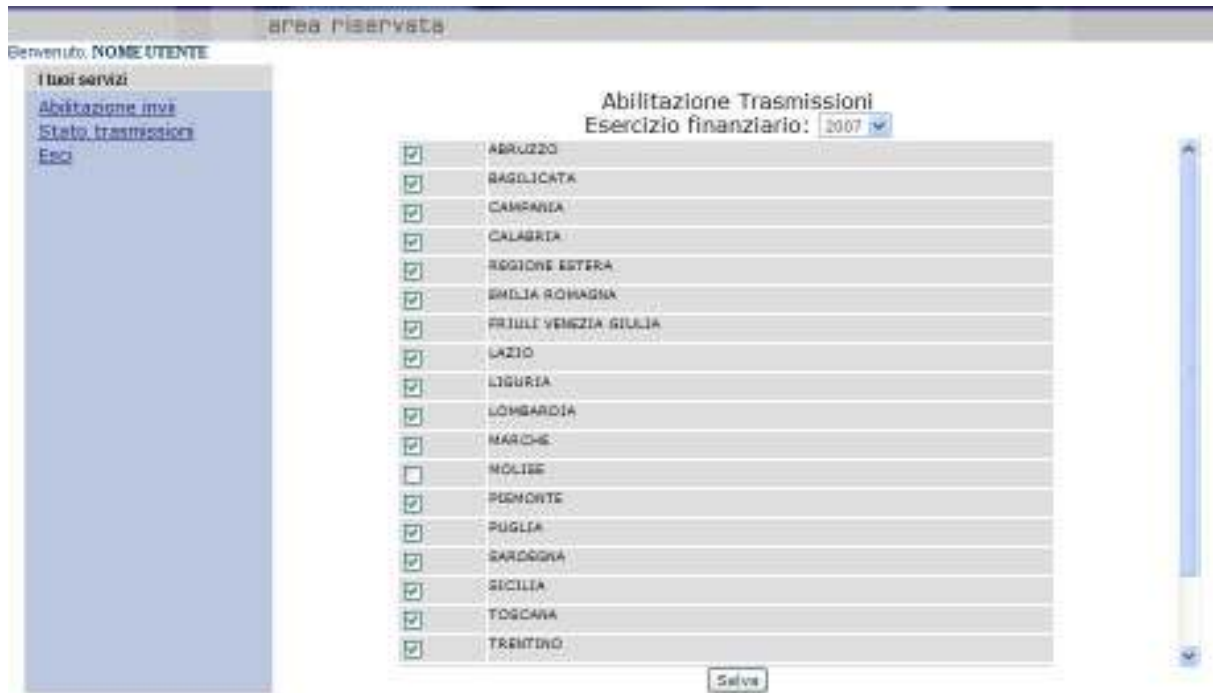 area riservata
Benvenuto, NOME UTENTE
I tuoi servizi
Abilitazione invii
Stato trasmissioni
Esci
Abilitazione Trasmissioni
Esercizio finanziario: 2007
ABRUZZO
BASILICATA
CAMPANIA
CALABRIA
REGIONE ESTERA
EMILIA ROMAGNA
FRIULI VENEZIA GIULIA
LAZIO
LIGURIA
LOMBARDIA
MARCHE
MOLISE
PIEMONTE
PUGLIA
SARDEGNA
SICILIA
TOSCANA
TRENTINO
Salva